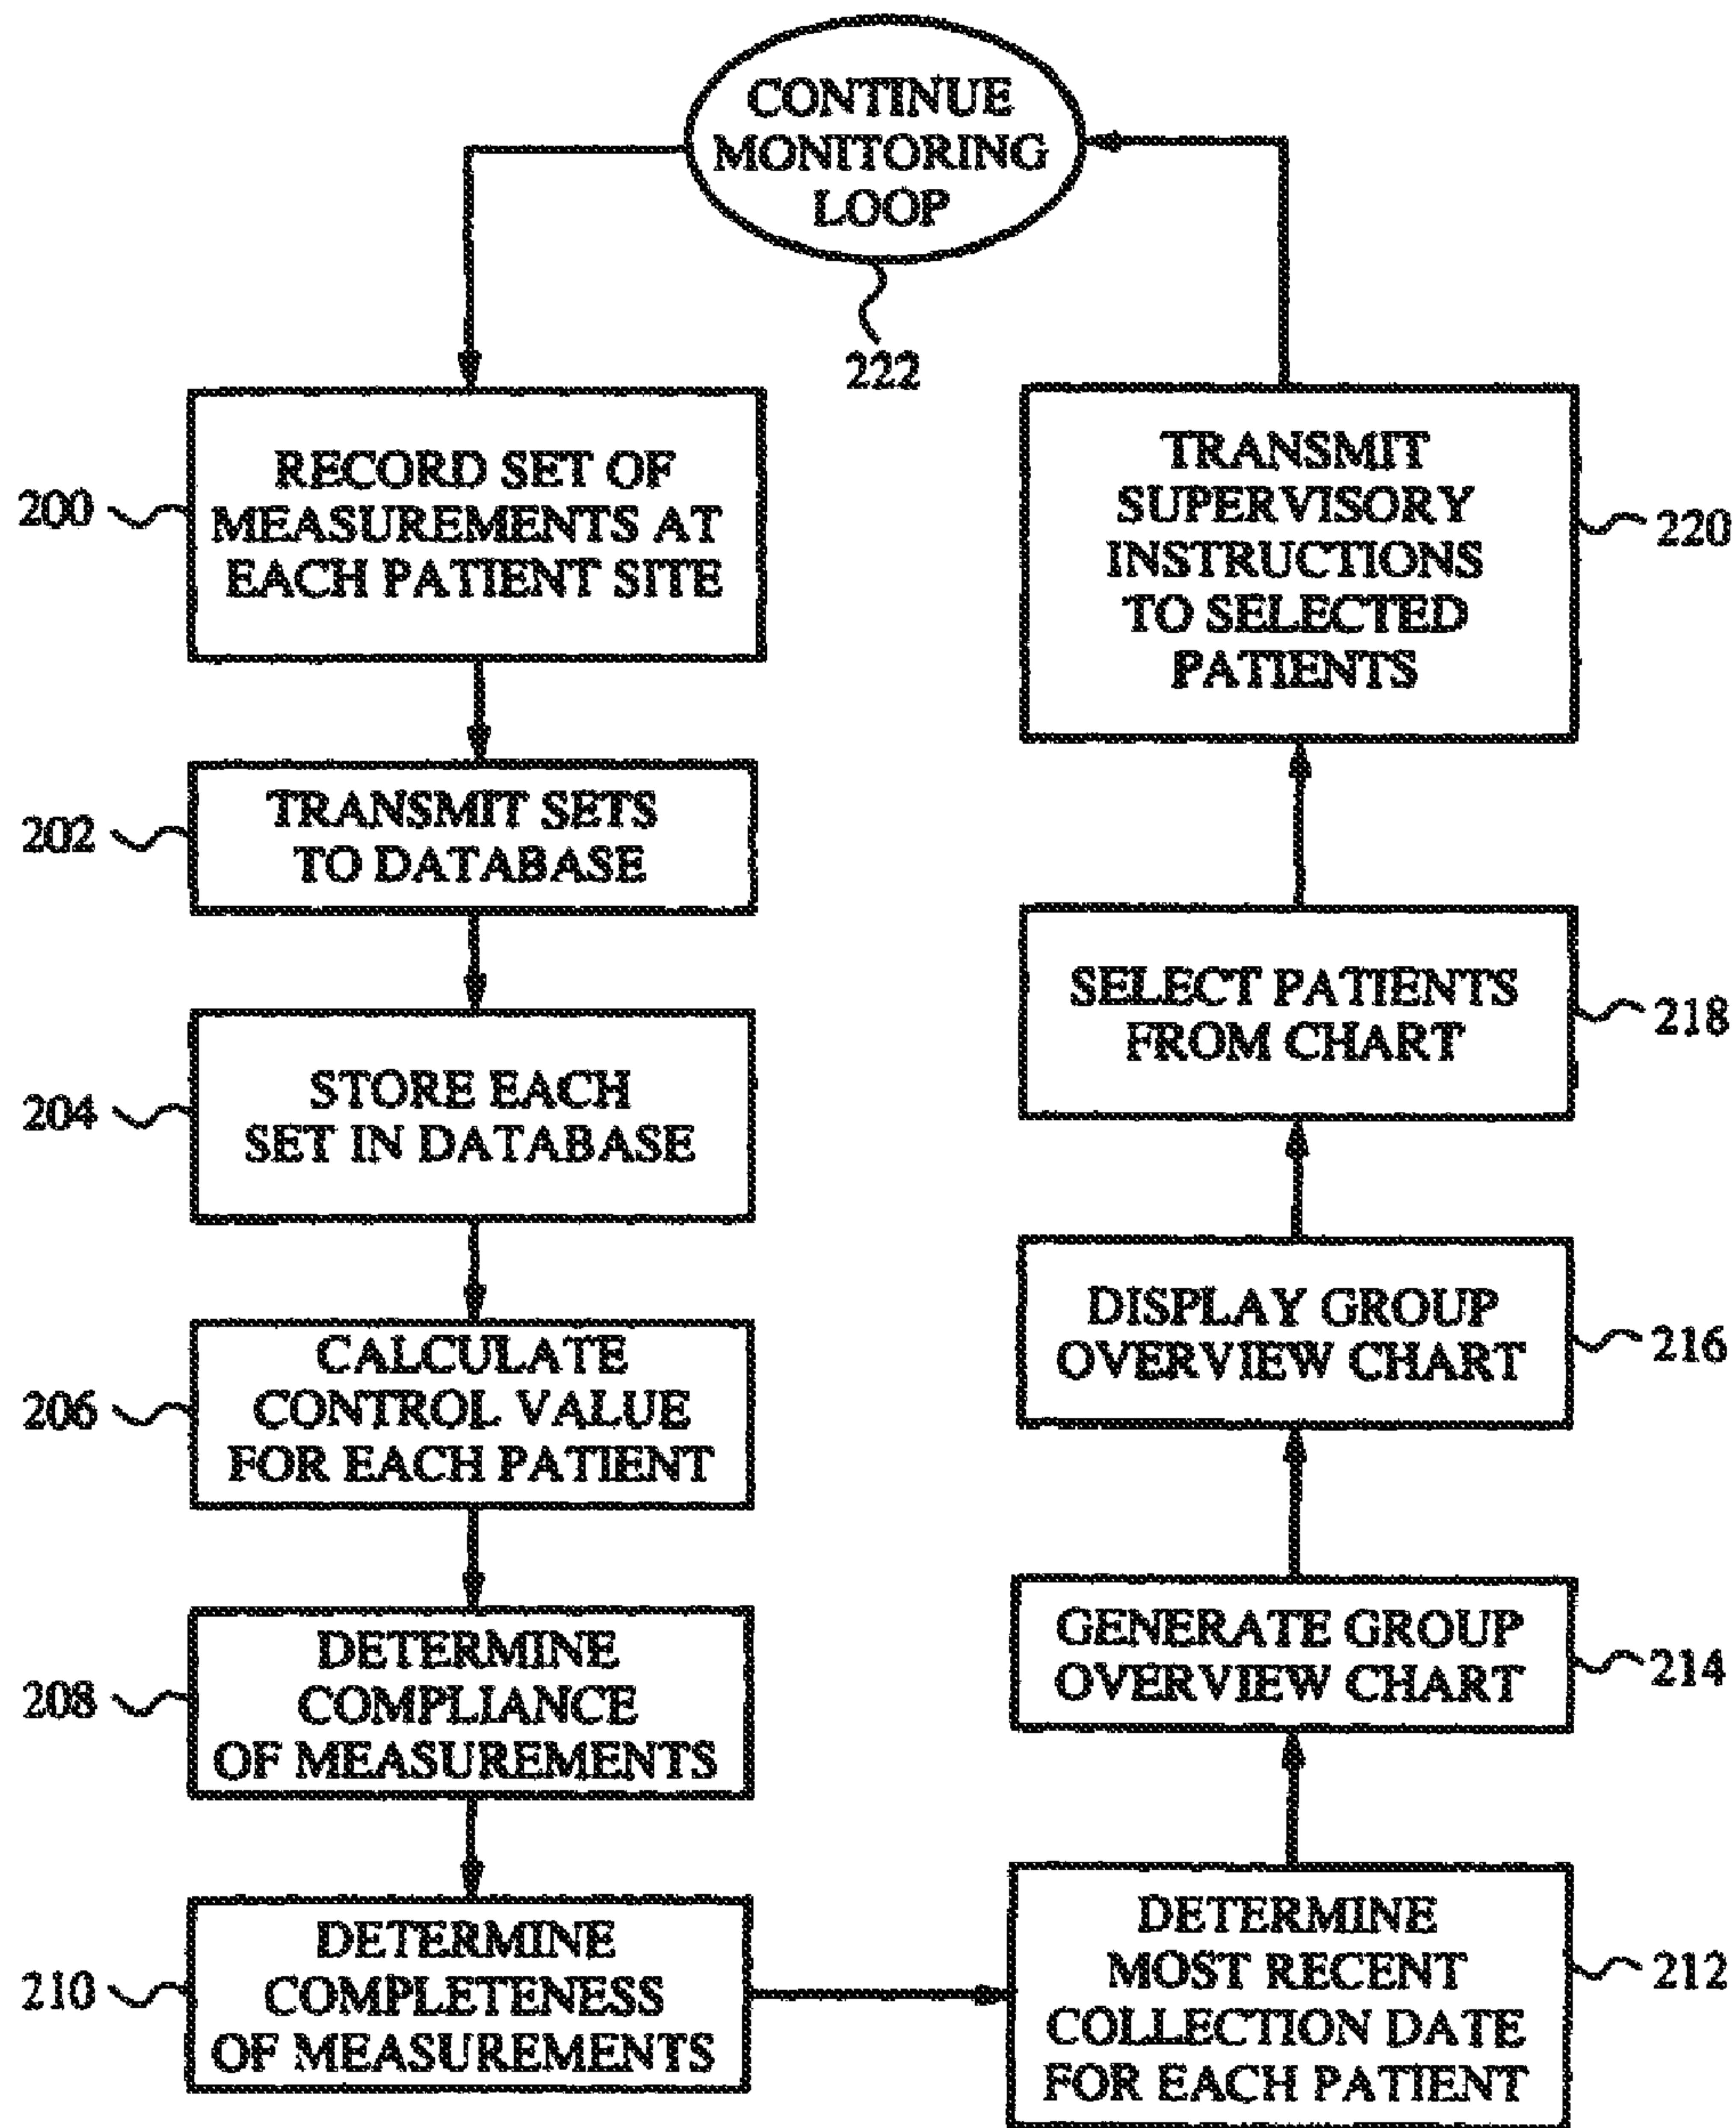 CONTINUE
MONITORING
LOOP
222
200
RECORD SET OF
MEASUREMENTS AT
EACH PATIENT SITE
202
TRANSMIT SETS
TO DATABASE
204
STORE EACH
SET IN DATABASE
206
CALCULATE
CONTROL VALUE
FOR EACH PATIENT
208
DETERMINE
COMPLIANCE
OF MEASUREMENTS
210
DETERMINE
COMPLETENESS
OF MEASUREMENTS
DETERMINE
MOST RECENT
COLLECTION DATE
FOR EACH PATIENT
212
GENERATE GROUP
OVERVIEW CHART
214
DISPLAY GROUP
OVERVIEW CHART
216
SELECT PATIENTS
FROM CHART
218
TRANSMIT
SUPERVISORY
INSTRUCTIONS
TO SELECTED
PATIENTS
220